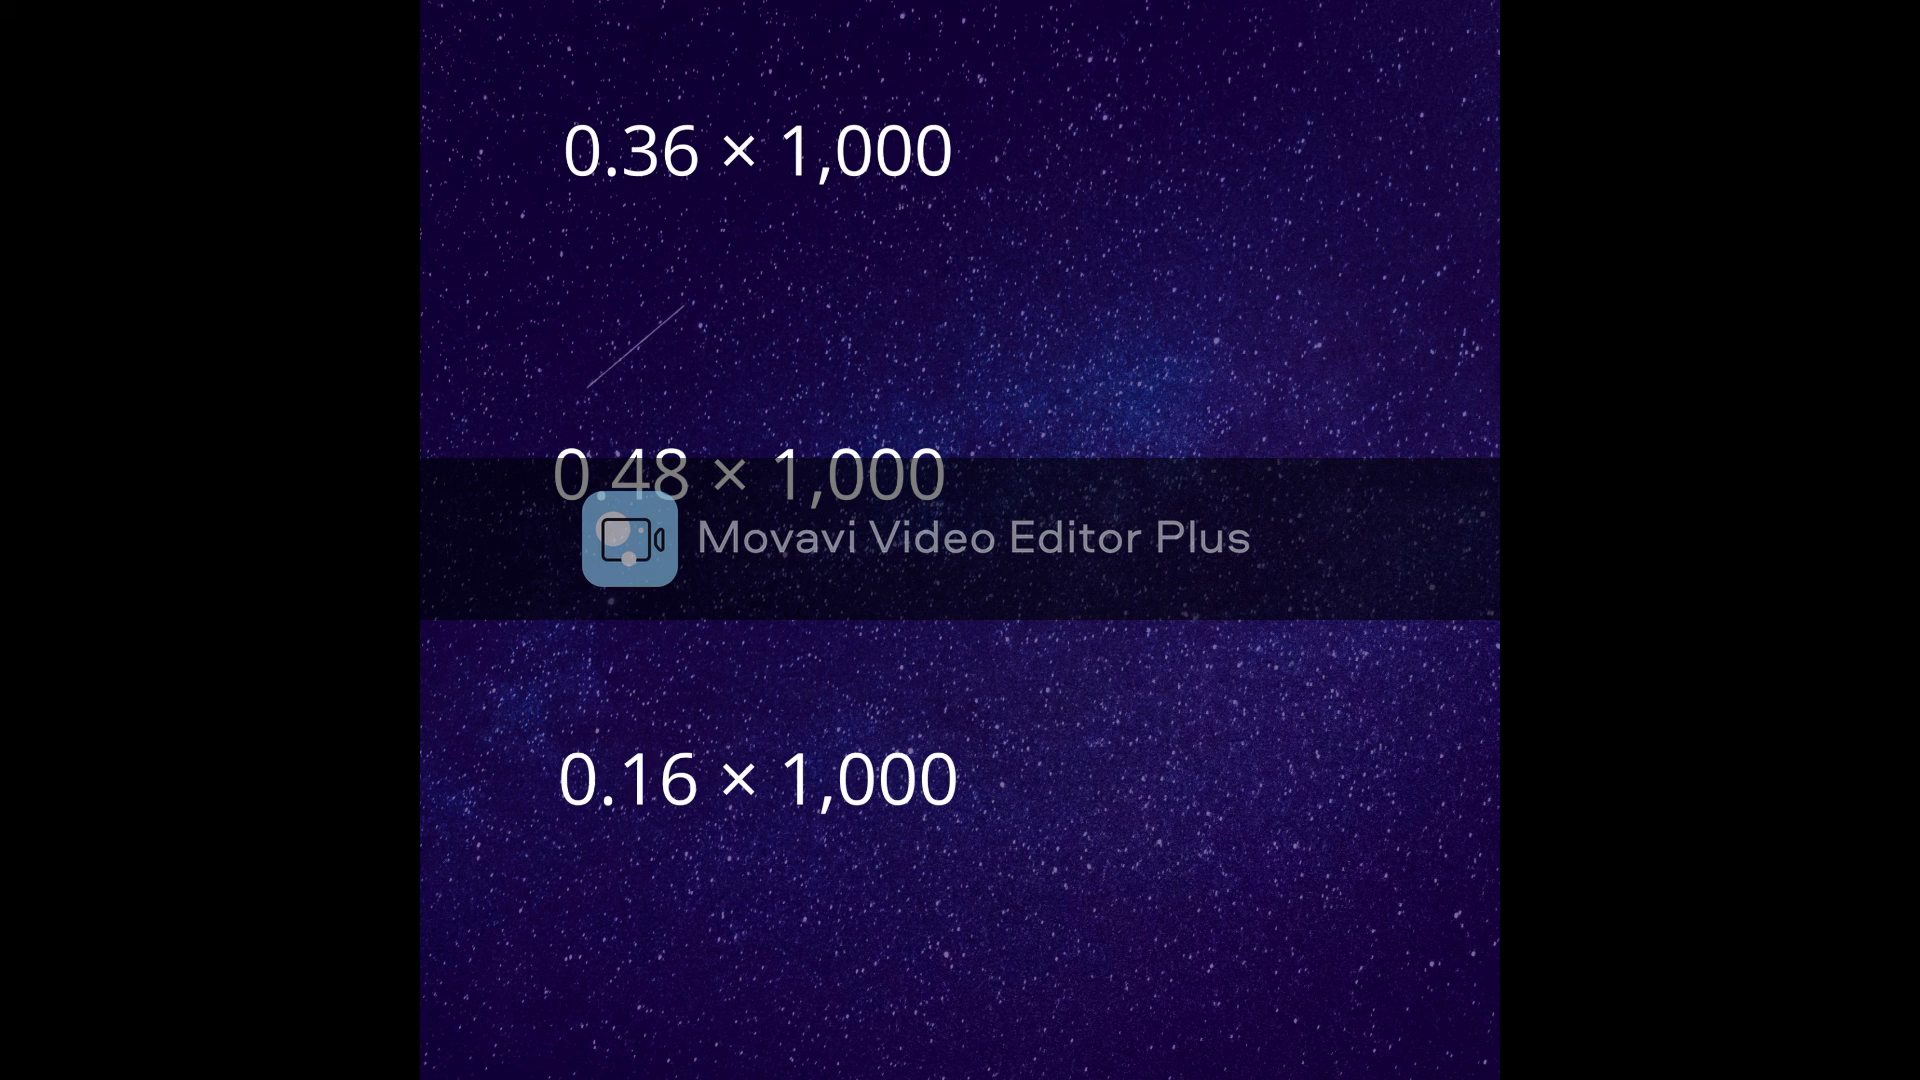 0.36 × 1,000
0.48 × 1,000
Movavi Video Editor Plus
0.16 × 1,000